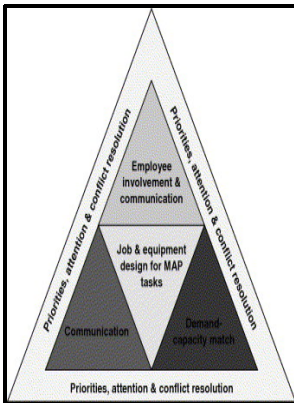 Priorities, attention & conflict resolution
Priorities, attention & conflict resolution
Employee
involvement &
communication
Job & equipment
design for MAP
tasks
Communication
Demand-
capacity match
Priorities, attention & conflict resolution